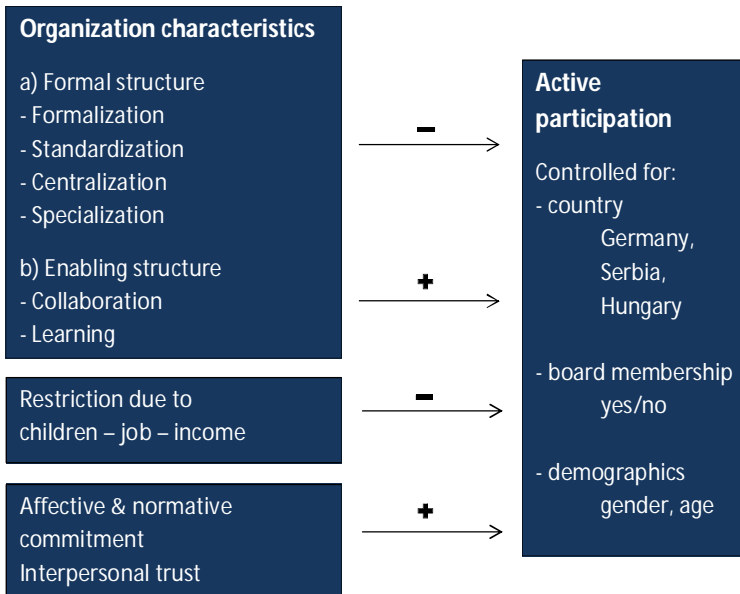 Organization characteristics
a) Formal structure
- Formalization
- Standardization
- Centralization
- Specialization
b) Enabling structure
- Collaboration
- Learning
Restriction due to
children – job – income
Affective & normative
commitment
Interpersonal trust
–
+
–
+
Active
participation
Controlled for:
- country
Germany,
Serbia,
Hungary
- board membership
yes/no
- demographics
gender, age